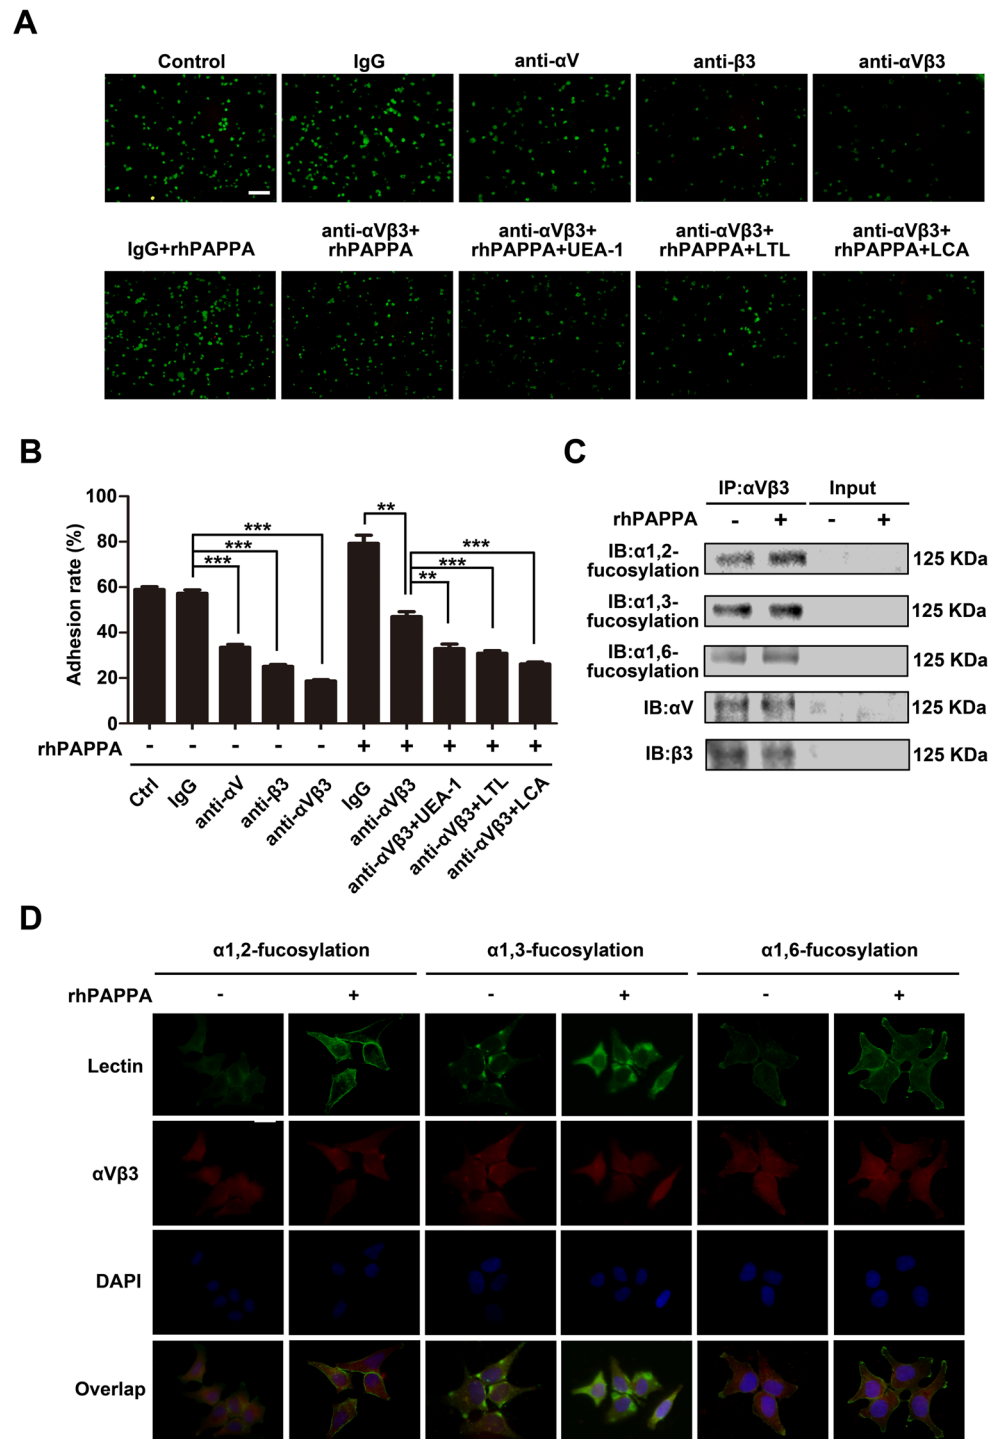 A
Control IgG anti-αV anti-β3 anti-αVβ3
IgG+rhPAPPA
anti-αVβ3+
rhPAPPA
anti-αVβ3+
rhPAPPA+UEA-1
anti-αVβ3+
rhPAPPA+LTL
anti-αVβ3+
rhPAPPA+LCA
B
Adhesion rate (%)
100
80
60
40
20
0
***
***
***
**
***
***
**
rhPAPPA - - - - - + + + + +
Ctrl
IgG
anti-αV
anti-β3
anti-αVβ3
IgG
anti-αVβ3
anti-αVβ3+UEA-1
anti-αVβ3+LTL
anti-αVβ3+LCA
C
IP:αVβ3 Input
rhPAPPA - + - +
IB:α1,2-
fucosylation
125 KDa
IB:α1,3-
fucosylation
125 KDa
IB:α1,6-
fucosylation
125 KDa
IB:αV 125 KDa
IB:β3 125 KDa
D
α1,2-fucosylation α1,3-fucosylation α1,6-fucosylation
rhPAPPA - + - + - +
Lectin
αVβ3
DAPI
Overlap